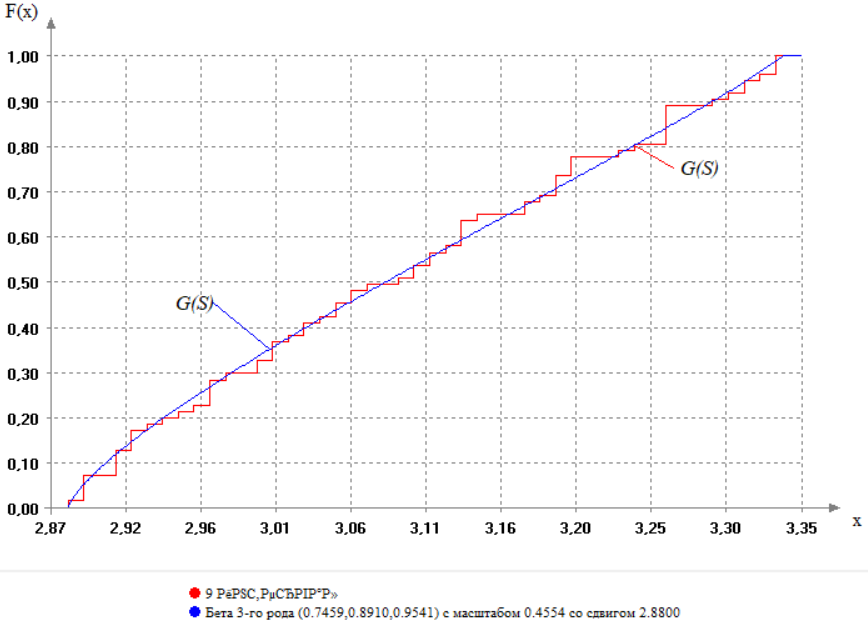 F(x)
1,00
0,90
0,80
G(S)
0,70
0,60
0,50
G(S)
0,40
0,30
0,20
0,10
0,00
2,87 2,92 2,96 3,01 3,06 3,11 3,16 3,20 3,25 3,30 3,35 x
9 РёРЅС‚РµСЂРІР°Р»
Бета 3-го рода (0.7459,0.8910,0.9541) с масштабом 0.4554 со сдвигом 2.8800